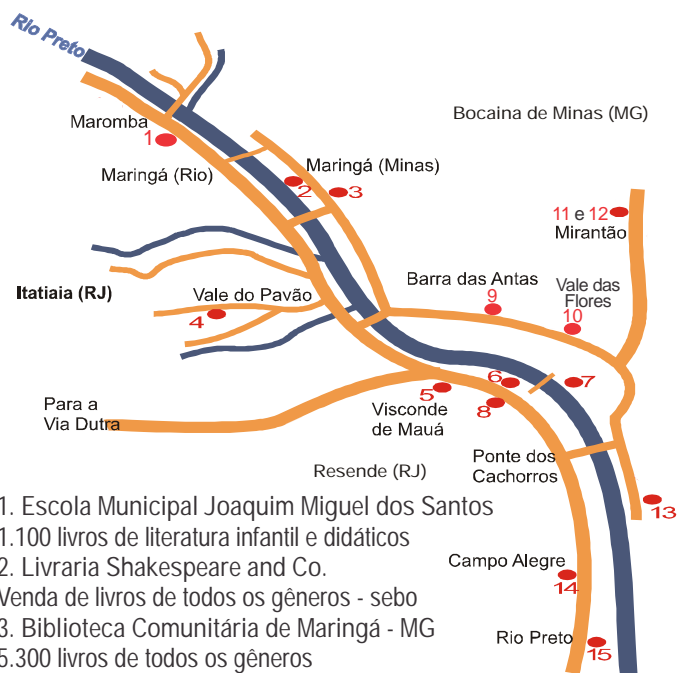 RIo Preto
Bocaina de Minas (MG)
Maromba
1
Maringá (Rio)
Maringá (Minas)
2
3
11 e 12
Mirantão
Itatiaia (RJ)
Vale do Pavão
4
Barra das Antas
9
Vale das
Flores
10
Para a
Via Dutra
5
6
7
8
Visconde
de Mauá
Ponte dos
Cachorros
Resende (RJ)
13
Campo Alegre
14
Rio Preto
15
1. Escola Municipal Joaquim Miguel dos Santos
1.100 livros de literatura infantil e didáticos
2. Livraria Shakespeare and Co.
Venda de livros de todos os gêneros - sebo
3. Biblioteca Comunitária de Maringá - MG
5.300 livros de todos os gêneros